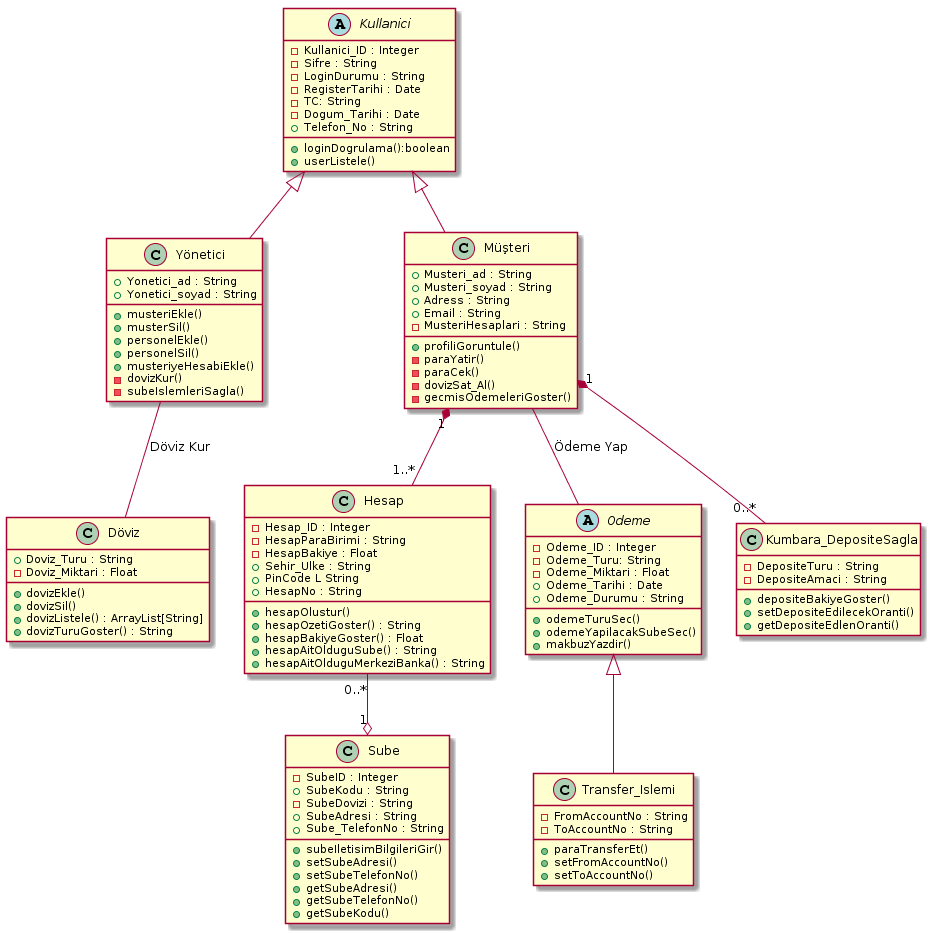 A Kullanici
Kullanici_ID : Integer
Sifre : String
LoginDurumu : String
RegisterTarihi : Date
TC: String
Dogum_Tarihi : Date
Telefon_No : String
loginDogrulama():boolean
userListele()
C Yönetici
Yonetici_ad : String
Yonetici_soyad : String
musteriEkle()
musterSil()
personelEkle()
personelSil()
musteriyeHesabiEkle()
dovizKur()
subeIslemleriSagla()
C Müşteri
Musteri_ad : String
Musteri_soyad : String
Adress : String
Email : String
MusteriHesaplari : String
profiliGoruntule()
paraYatir()
paraCek()
dovizSat_Al()
gecmisOdemeleriGoster()
1
1
Döviz Kur
Ödeme Yap
1..*
0..*
C Döviz
Doviz_Turu : String
Doviz_Miktari : Float
dovizEkle()
dovizSil()
dovizListele() : ArrayList[String]
dovizTuruGoster() : String
C Hesap
Hesap_ID : Integer
HesapParaBirimi : String
HesapBakiye : Float
Sehir_Ulke : String
PinCode L String
HesapNo : String
hesapOlustur()
hesapOzetiGoster() : String
hesapBakiyeGoster() : Float
hesapAitOlduguSube() : String
hesapAitOlduguMerkeziBanka() : String
A Odeme
Odeme_ID : Integer
Odeme_Turu: String
Odeme_Miktari : Float
Odeme_Tarihi : Date
Odeme_Durumu : String
odemeTuruSec()
odemeYapilacakSubeSec()
makbuzYazdir()
C Kumbara_DepositeSagla
DepositeTuru : String
DepositeAmaci : String
depositeBakiyeGoster()
setDepositeEdilecekOranti()
getDepositeEdlenOranti()
0..*
1
C Sube
SubeID : Integer
SubeKodu : String
SubeDovizi : String
SubeAdresi : String
Sube_TelefonNo : String
subeIletisimBilgileriGir()
setSubeAdresi()
setSubeTelefonNo()
getSubeAdresi()
getSubeTelefonNo()
getSubeKodu()
C Transfer_Islemi
FromAccountNo : String
ToAccountNo : String
paraTransferEt()
setFromAccountNo()
setToAccountNo()